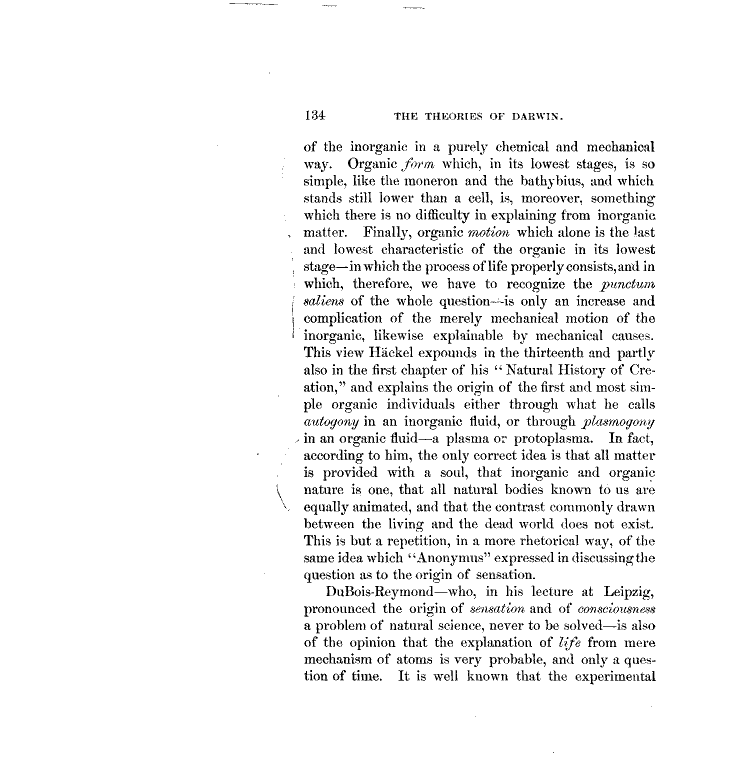 134 THE THEORIES OF DARWIN.
of the inorganic in a purely chemical and mechanical
way. Organic form which, in its lowest stages, is so
simple, like the moneron and the bathybius, and which
stands still lower than a cell, is, moreover, something
which there is no difficulty in explaining from inorganic
matter. Finally, organic motion which alone is the last
and lowest characteristic of the organic in its lowest
stage—in which the process of life properly consists, and in
which, therefore, we have to recognize the punctum
saliens of the whole question—is only an increase and
complication of the merely mechanical motion of the
inorganic, likewise explainable by mechanical causes.
This view Häckel expounds in the thirteenth and partly
also in the first chapter of his “Natural History of Cre-
ation,” and explains the origin of the first and most sim-
ple organic individuals either through what he calls
autogony in an inorganic fluid, or through plasmogony
in an organic fluid—a plasma or protoplasma. In fact,
according to him, the only correct idea is that all matter
is provided with a soul, that inorganic and organic
nature is one, that all natural bodies known to us are
equally animated, and that the contrast commonly drawn
between the living and the dead world does not exist.
This is but a repetition, in a more rhetorical way, of the
same idea which “Anonymus” expressed in discussing the
question as to the origin of sensation.
DuBois-Reymond—who, in his lecture at Leipzig,
pronounced the origin of sensation and of consciousness
a problem of natural science, never to be solved—is also
of the opinion that the explanation of life from mere
mechanism of atoms is very probable, and only a ques-
tion of time. It is well known that the experimental